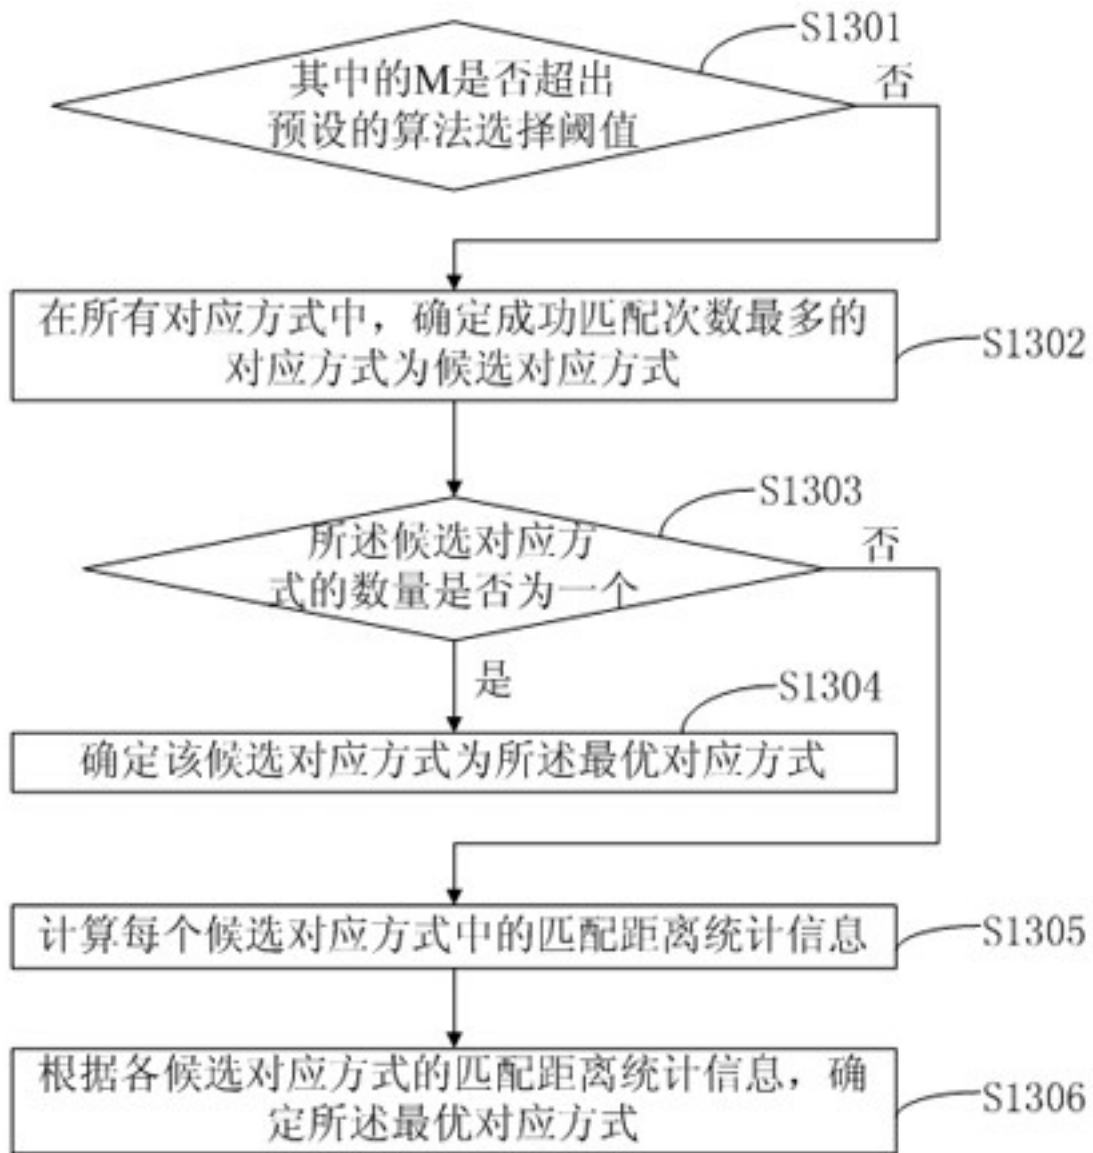 S1301
其中的M是否超出
预设的算法选择阈值
否
在所有对应方式中，确定成功匹配次数最多的
对应方式为候选对应方式
S1302
S1303
所述候选对应方
式的数量是否为一个
否
是
S1304
确定该候选对应方式为所述最优对应方式
计算每个候选对应方式中的匹配距离统计信息
S1305
根据各候选对应方式的匹配距离统计信息，确
定所述最优对应方式
S1306